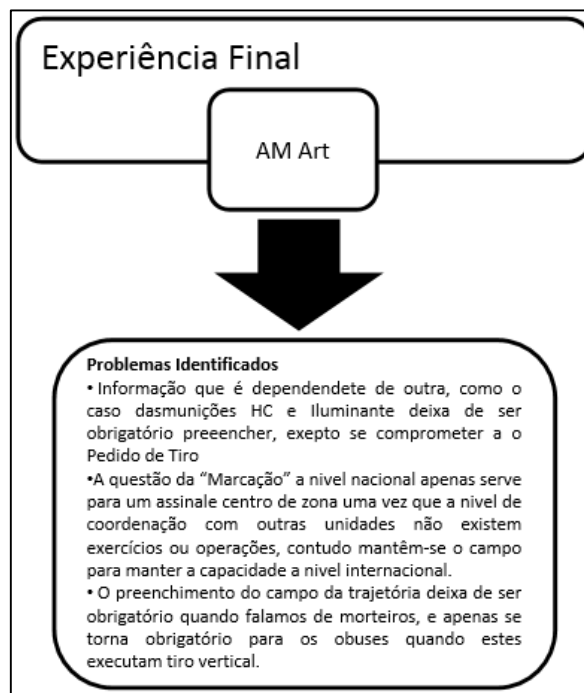 Experiência Final
AM Art
Problemas Identificados
• Informação que é dependendete de outra, como o
caso dasmunições HC e Iluminante deixa de ser
obrigatório preeencher, exepto se comprometer a o
Pedido de Tiro
•A questão da “Marcação” a nivel nacional apenas serve
para um assinale centro de zona uma vez que a nivel de
coordenação com outras unidades não existem
exercícios ou operações, contudo mantêm-se o campo
para manter a capacidade a nivel internacional.
• O preenchimento do campo da trajetória deixa de ser
obrigatório quando falamos de morteiros, e apenas se
torna obrigatório para os obuses quando estes
executam tiro vertical.